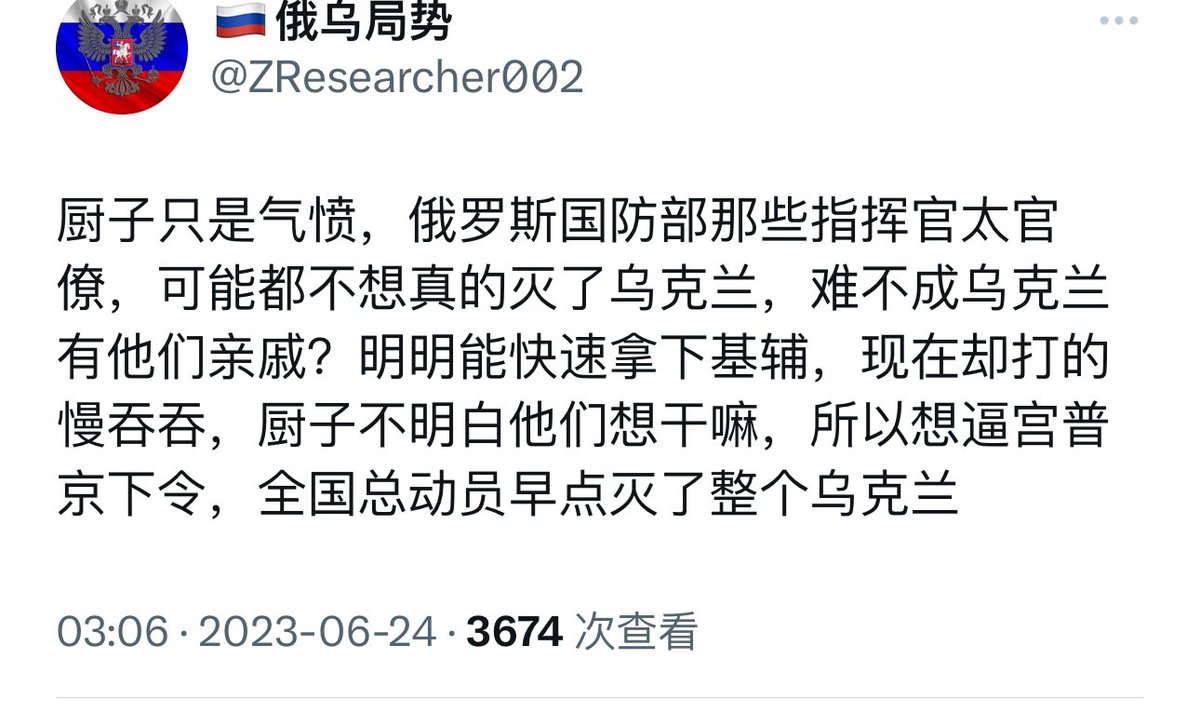 🇷🇺俄乌局势
@ZResearcher002
厨子只是气愤，俄罗斯国防部那些指挥官太官
僚，可能都不想真的灭了乌克兰，难不成乌克兰
有他们亲戚？明明能快速拿下基辅，现在却打的
慢吞吞，厨子不明白他们想干嘛，所以想逼宫普
京下令，全国总动员早点灭了整个乌克兰
03:06 · 2023-06-24 · 3674 次查看